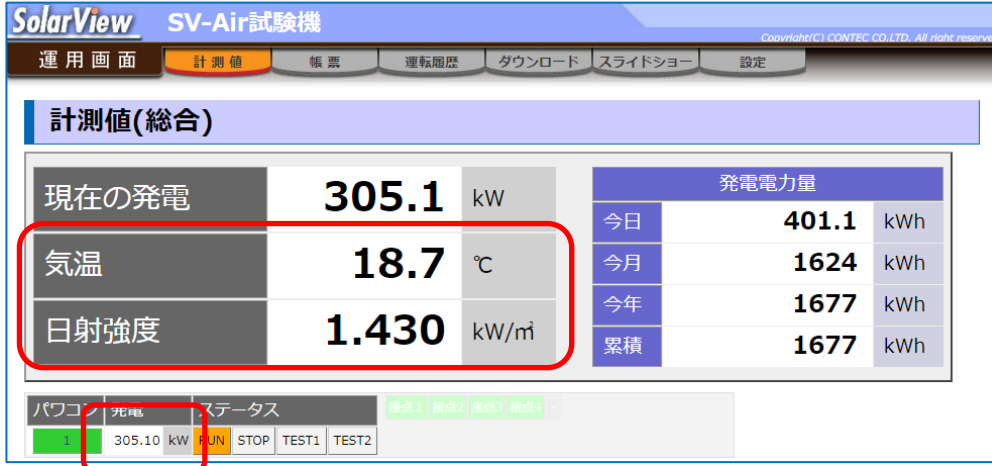 SolarView SV-Air試験機
Copyright(C) CONTEC CO.LTD. All right reserve
運用画面 計測値 帳票 運転履歴 ダウンロード スライドショー 設定
計測値(総合)
現在の発電 305.1 kW
気温 18.7 ℃
日射強度 1.430 kW/㎡
発電電力量
今日 401.1 kWh
今月 1624 kWh
今年 1677 kWh
累積 1677 kWh
パワコン 発電 ステータス 接点1 接点2 接点3 接点4 -
1 305.10 kW RUN STOP TEST1 TEST2